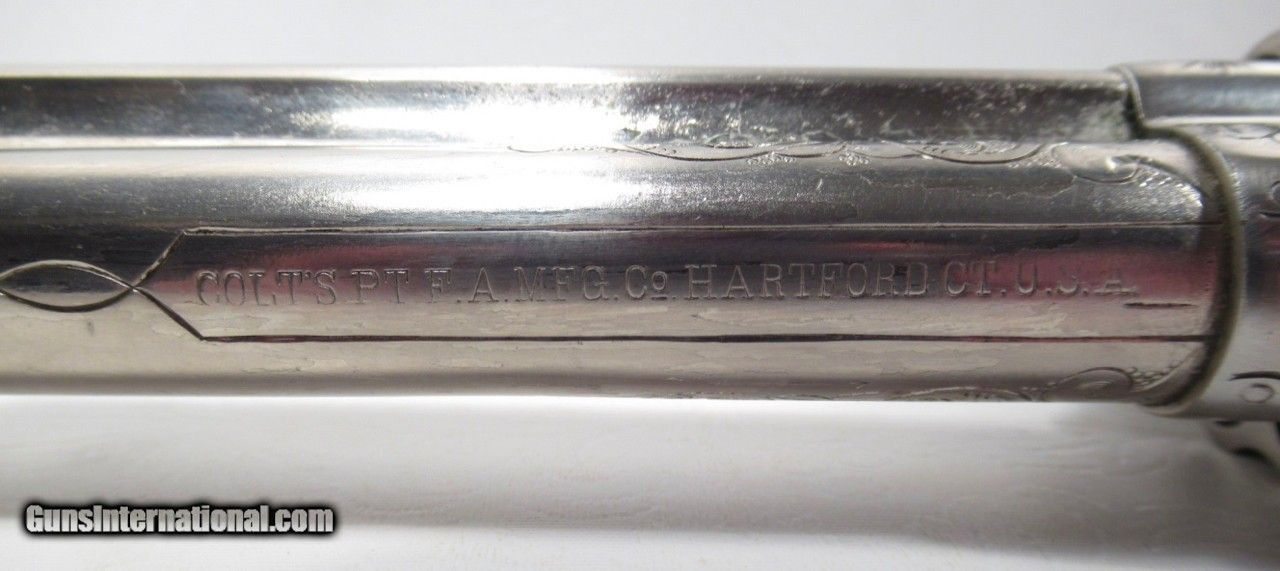 COLT'S PT F.A. MFG. Co. HARTFORD CT. U.S.A.
GunsInternational.com